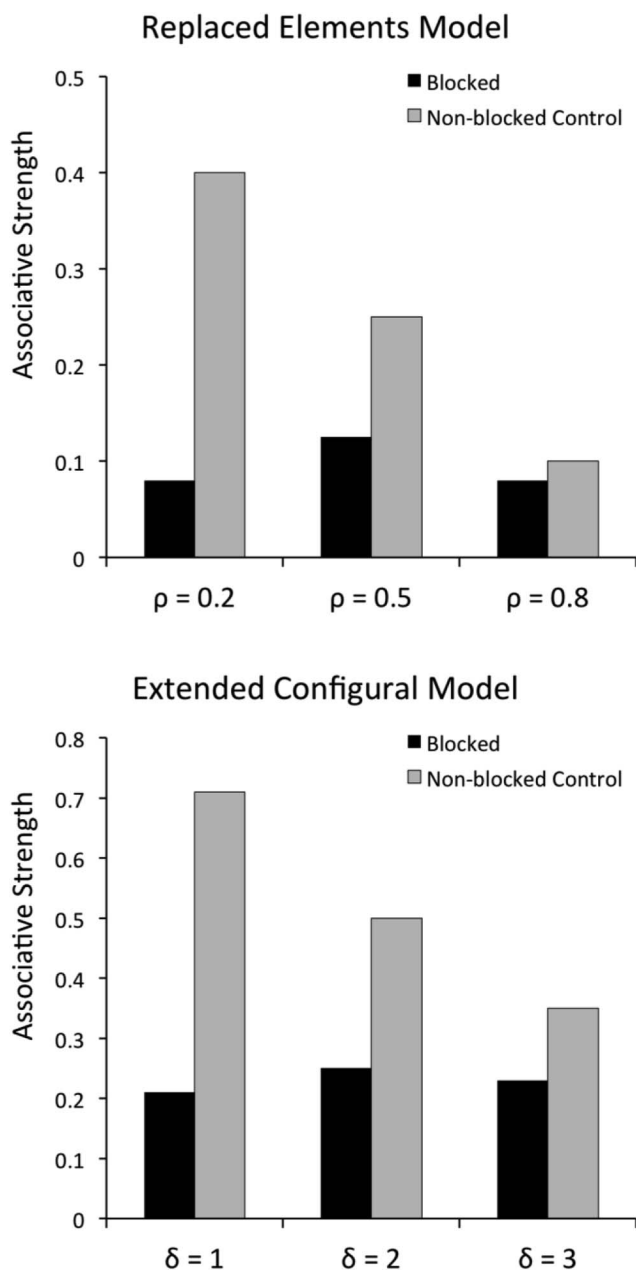 Replaced Elements Model
0.5
Blocked
Non-blocked Control
0.4
0.3
0.2
0.1
0
Associative Strength
ρ = 0.2
ρ = 0.5
ρ = 0.8
Extended Configural Model
0.8
Blocked
0.7
Non-blocked Control
0.6
0.5
0.4
0.3
0.2
0.1
0
Associative Strength
δ = 1
δ = 2
δ = 3